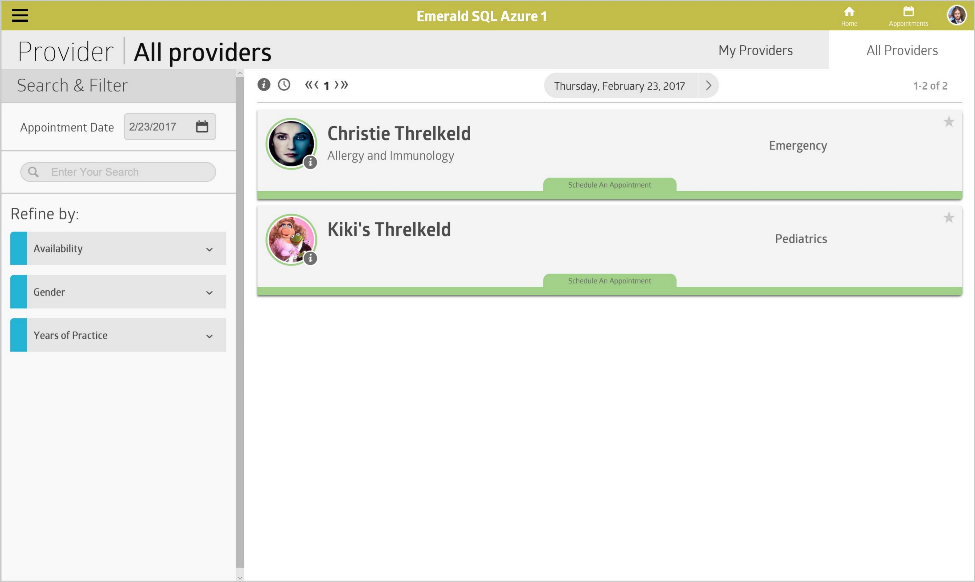 Emerald SQL Azure 1
Home
Appointments
Provider | All providers
My Providers
All Providers
Search & Filter
Appointment Date
2/23/2017
Enter Your Search
Refine by:
Availability
Gender
Years of Practice
i
«‹ 1 ›»
Thursday, February 23, 2017
1-2 of 2
Christie Threlkeld
Allergy and Immunology
i
Emergency
Schedule An Appointment
Kiki's Threlkeld
i
Pediatrics
Schedule An Appointment